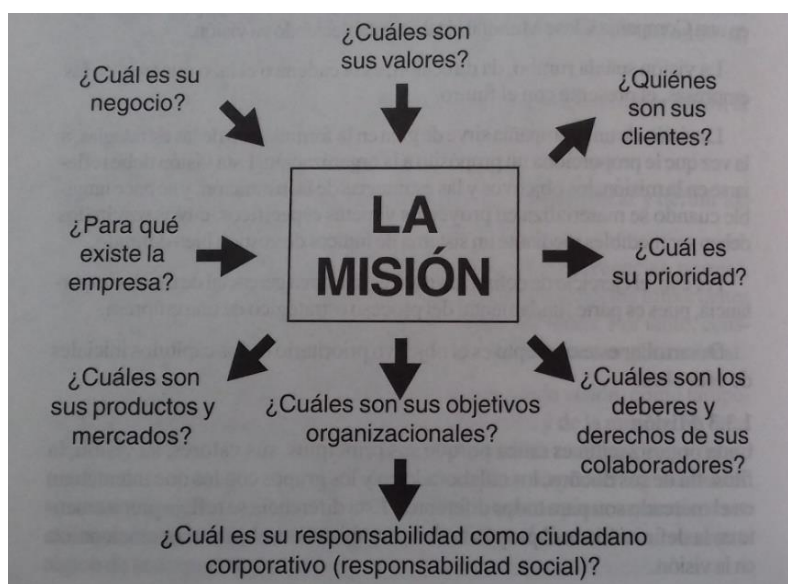 ¿Cuáles son
sus valores?
¿Cuál es su
negocio?
¿Quiénes
son sus
clientes?
LA
MISIÓN
¿Para qué
existe la
empresa?
¿Cuál es
su prioridad?
¿Cuáles son
sus productos y
mercados?
¿Cuáles son sus objetivos
organizacionales?
¿Cuáles son los
deberes y
derechos de sus
colaboradores?
¿Cuál es su responsabilidad como ciudadano
corporativo (responsabilidad social)?